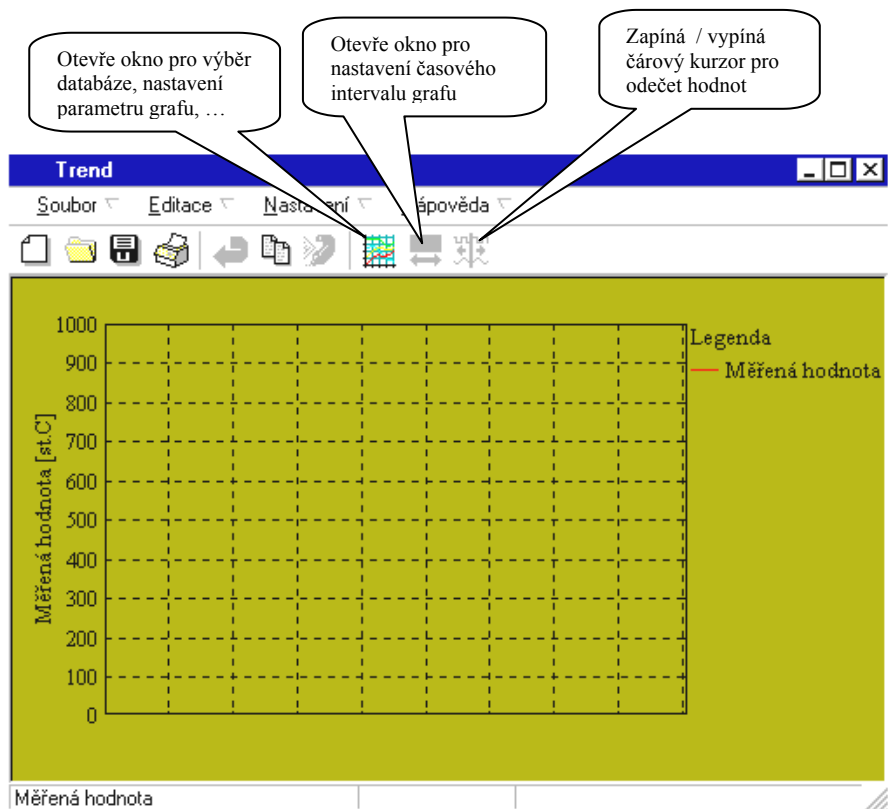 Otevře okno pro výběr
databáze, nastavení
parametru grafu, …
Otevře okno pro
nastavení časového
intervalu grafu
Zapíná / vypíná
čárový kurzor pro
odečet hodnot
Trend
Soubor Editace Nastavení ápověda
1000
900
800
700
600
500
400
300
200
100
0
Měřená hodnota [st.C]
Legenda
Měřená hodnota
Měřená hodnota